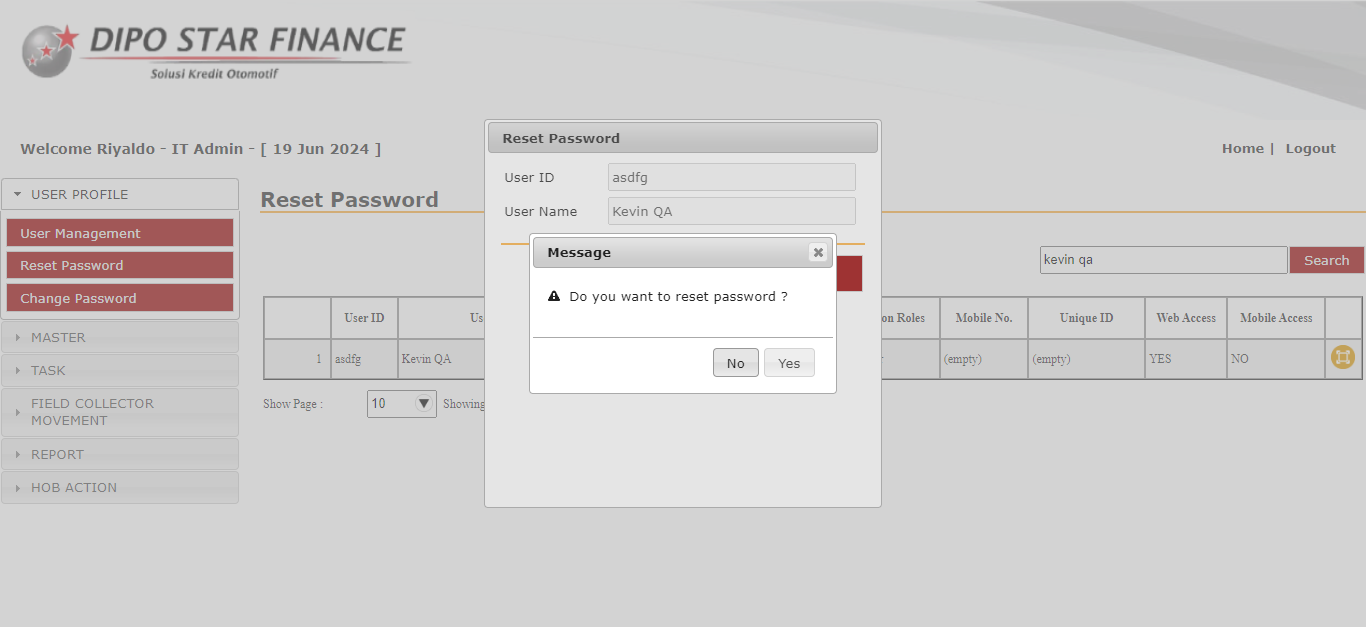 DIPO STAR FINANCE
Solusi Kredit Otomotif
Welcome Riyaldo - IT Admin - [ 19 Jun 2024 ]
Home | Logout
USER PROFILE
User Management
Reset Password
Change Password
MASTER
TASK
FIELD COLLECTOR
MOVEMENT
REPORT
HOB ACTION
Reset Password
kevin qa
Search
User ID Us on Roles Mobile No. Unique ID Web Access Mobile Access
1 asdfg Kevin QA (empty) (empty) YES NO
Show Page : 10 Showing
Reset Password
User ID asdfg
User Name Kevin QA
Message
Do you want to reset password ?
No Yes